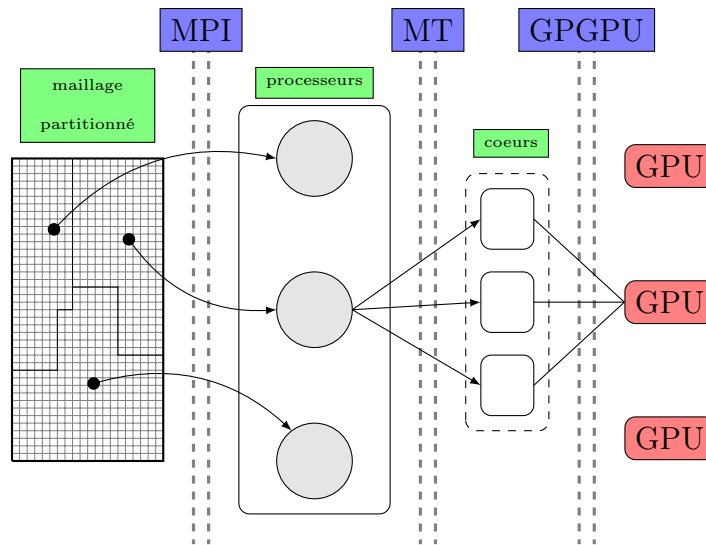 MPI
MT
GPGPU
maillage
partitionné
processeurs
coeurs
GPU
GPU
GPU